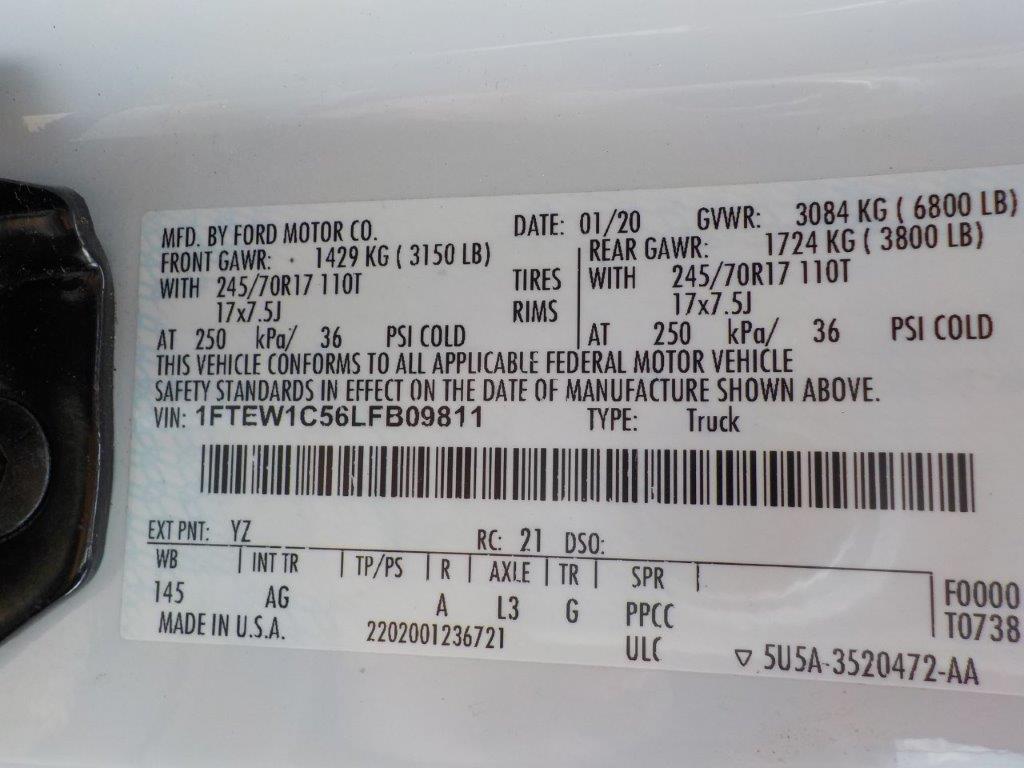 MFD. BY FORD MOTOR CO. DATE: 01/20 GVWR: 3084 KG ( 6800 LB)
FRONT GAWR: 1429 KG ( 3150 LB) REAR GAWR: 1724 KG ( 3800 LB)
WITH 245/70R17 110T TIRES WITH 245/70R17 110T
17x7.5J RIMS 17x7.5J
AT 250 kPa/ 36 PSI COLD AT 250 kPa/ 36 PSI COLD
THIS VEHICLE CONFORMS TO ALL APPLICABLE FEDERAL MOTOR VEHICLE
SAFETY STANDARDS IN EFFECT ON THE DATE OF MANUFACTURE SHOWN ABOVE.
VIN: 1FTEW1C56LFB09811 TYPE: Truck
EXT PNT: YZ RC: 21 DSO:
WB INT TR TP/PS R AXLE TR SPR F0000
145 AG A L3 G PPCC T0738
MADE IN U.S.A. 2202001236721 ULC ▽ 5U5A-3520472-AA